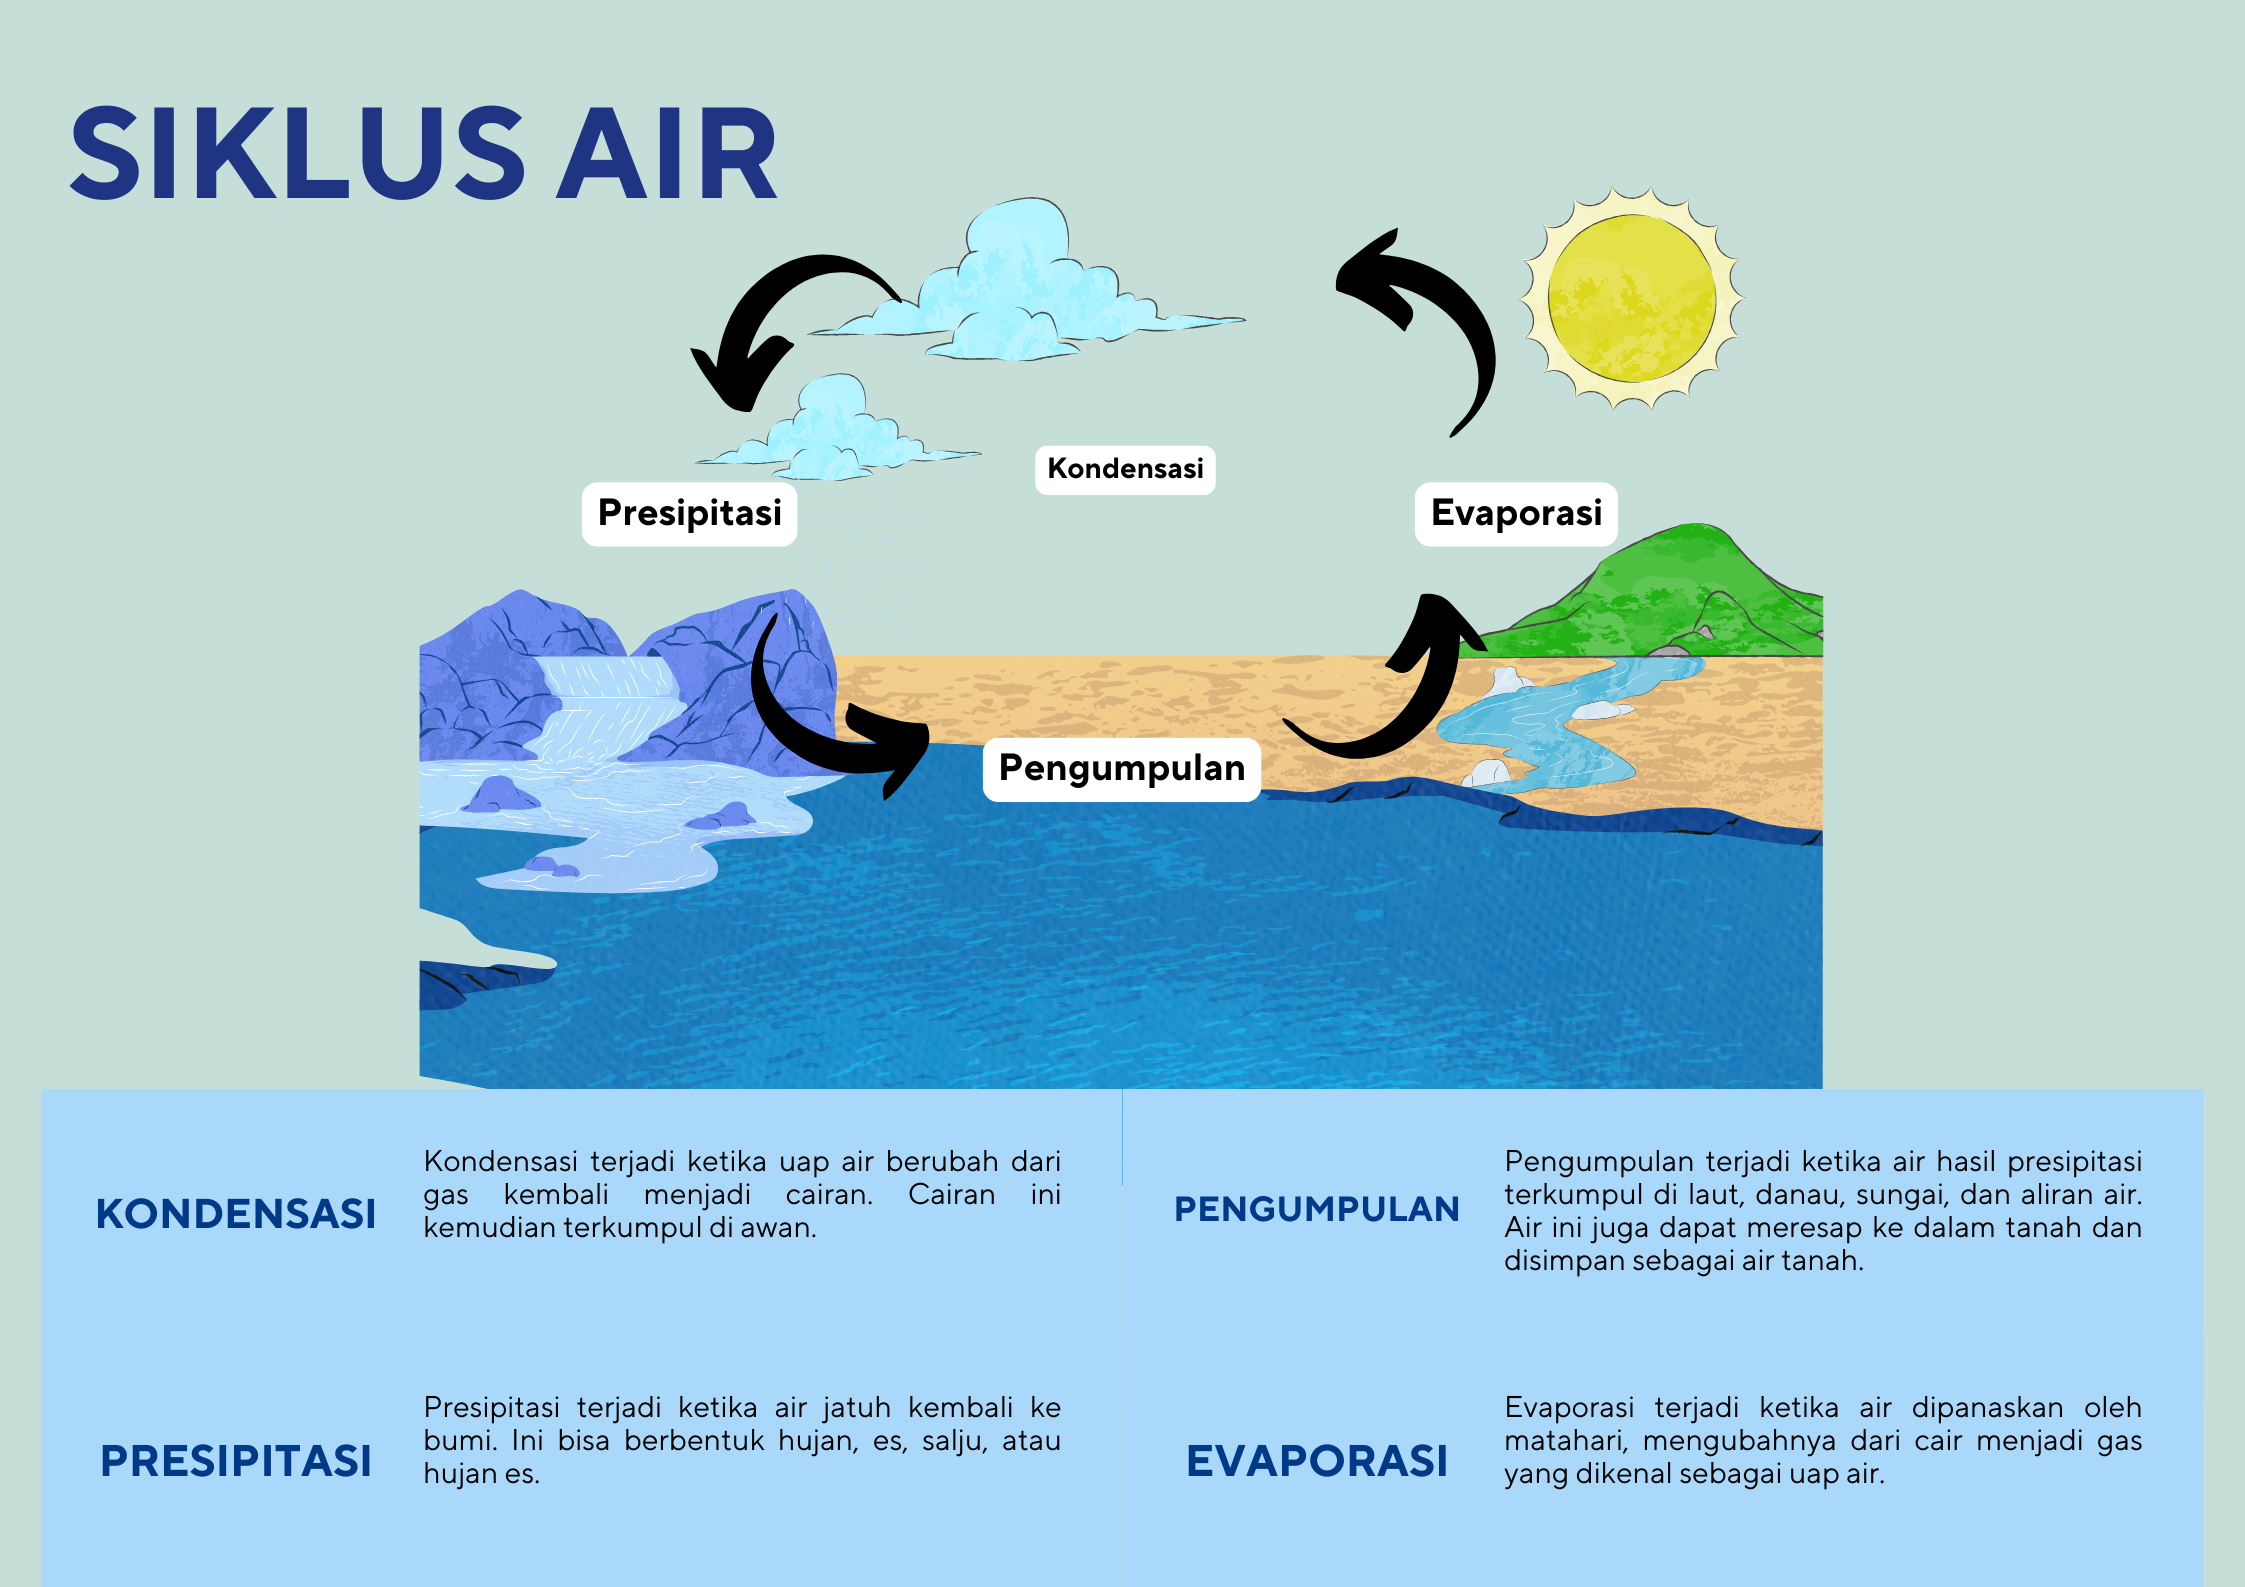 SIKLUS AIR
Kondensasi
Presipitasi
Evaporasi
Pengumpulan
KONDENSASI
Kondensasi terjadi ketika uap air berubah dari
gas kembali menjadi cairan. Cairan ini
kemudian terkumpul di awan.
PENGUMPULAN
Pengumpulan terjadi ketika air hasil presipitasi
terkumpul di laut, danau, sungai, dan aliran air.
Air ini juga dapat meresap ke dalam tanah dan
disimpan sebagai air tanah.
PRESIPITASI
Presipitasi terjadi ketika air jatuh kembali ke
bumi. Ini bisa berbentuk hujan, es, salju, atau
hujan es.
EVAPORASI
Evaporasi terjadi ketika air dipanaskan oleh
matahari, mengubahnya dari cair menjadi gas
yang dikenal sebagai uap air.